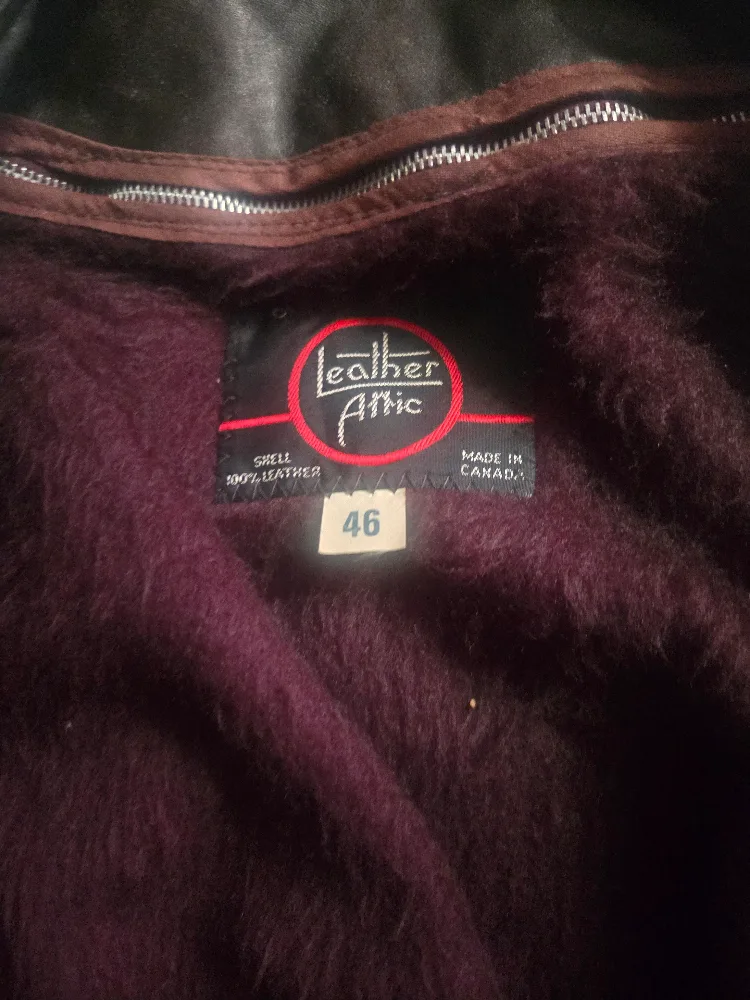 Leather
Attic
SHELL
100% LEATHER
MADE IN
CANADA
46